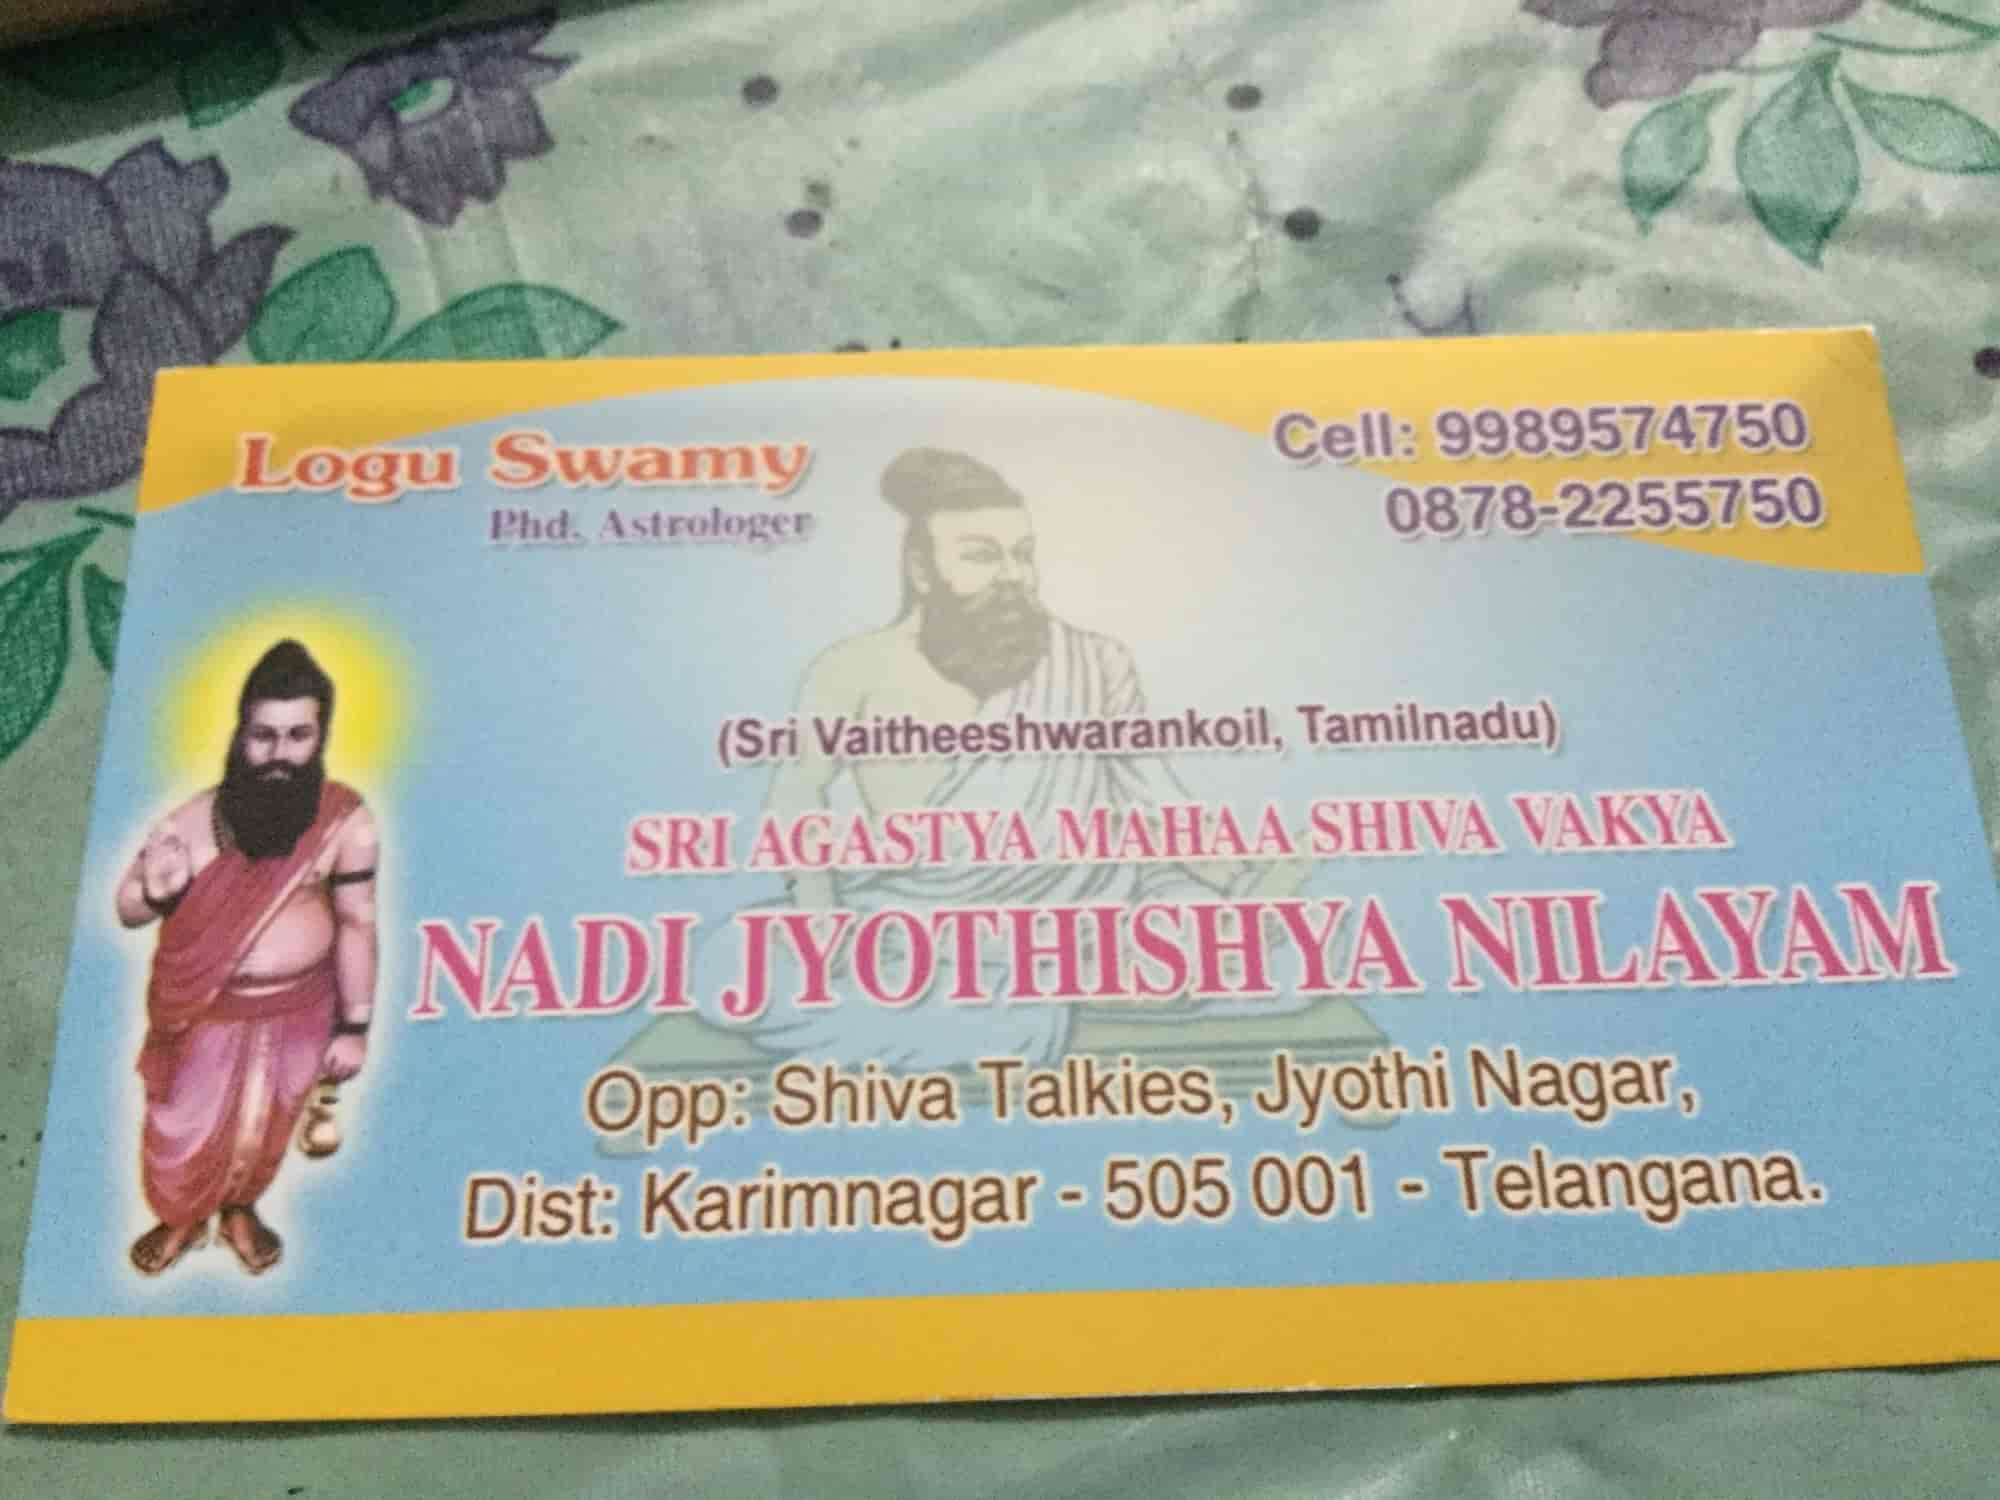 Logu Swamy
Phd. Astrologer
Cell: 9989574750
0878-2255750
(Sri Vaitheeshwarankoil, Tamilnadu)
SRI AGASTYA MAHAA SHIVA VAKYA
NADI JYOTHISHYA NILAYAM
Opp: Shiva Talkies, Jyothi Nagar,
Dist: Karimnagar - 505 001 - Telangana.